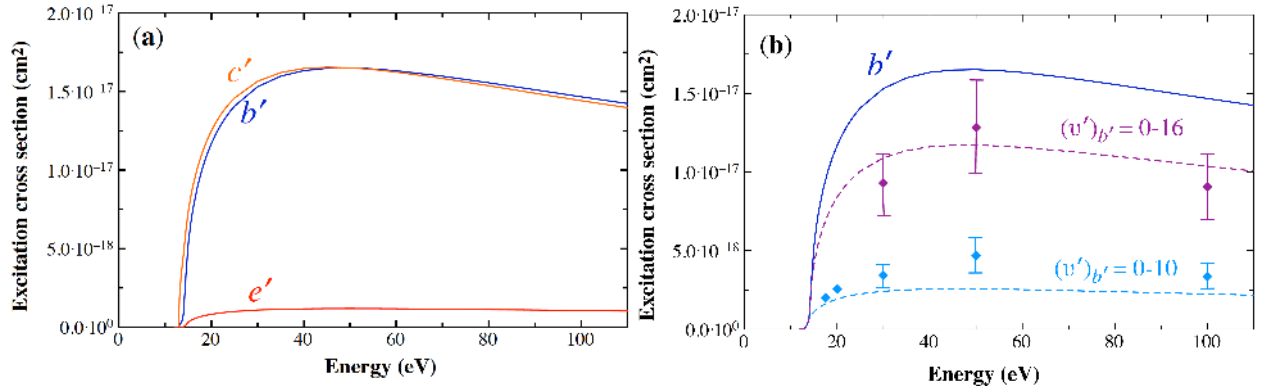 (a)
Excitation cross section (cm²)
2.0·10⁻¹⁷
1.5·10⁻¹⁷
1.0·10⁻¹⁷
5.0·10⁻¹⁸
0.0·10⁰
c′
b′
e′
0 20 40 60 80 100
Energy (eV)
(b)
Excitation cross section (cm²)
2.0·10⁻¹⁷
1.5·10⁻¹⁷
1.0·10⁻¹⁷
5.0·10⁻¹⁸
0.0·10⁰
b′
(v′)b′ = 0-16
(v′)b′ = 0-10
0 20 40 60 80 100
Energy (eV)